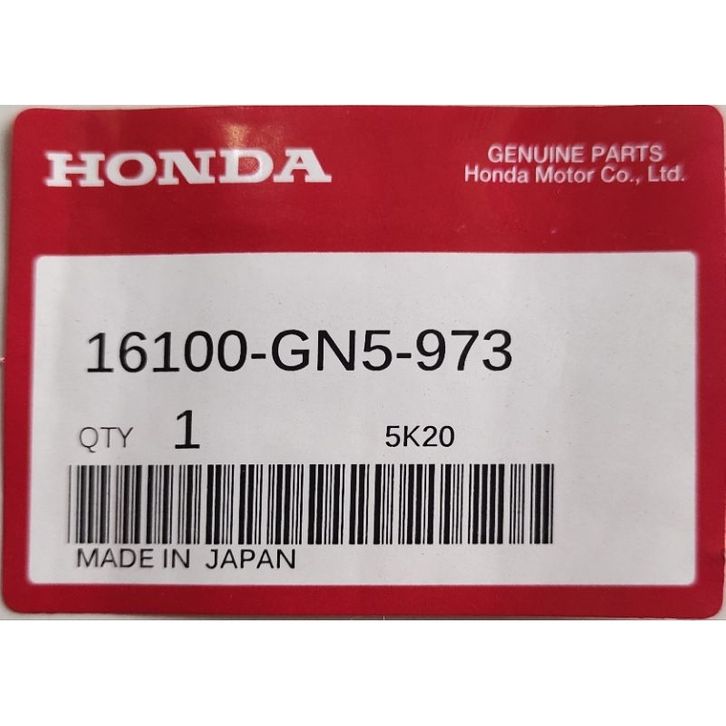 HONDA
GENUINE PARTS
Honda Motor Co., Ltd.
16100-GN5-973
QTY 1 5K20
MADE IN JAPAN